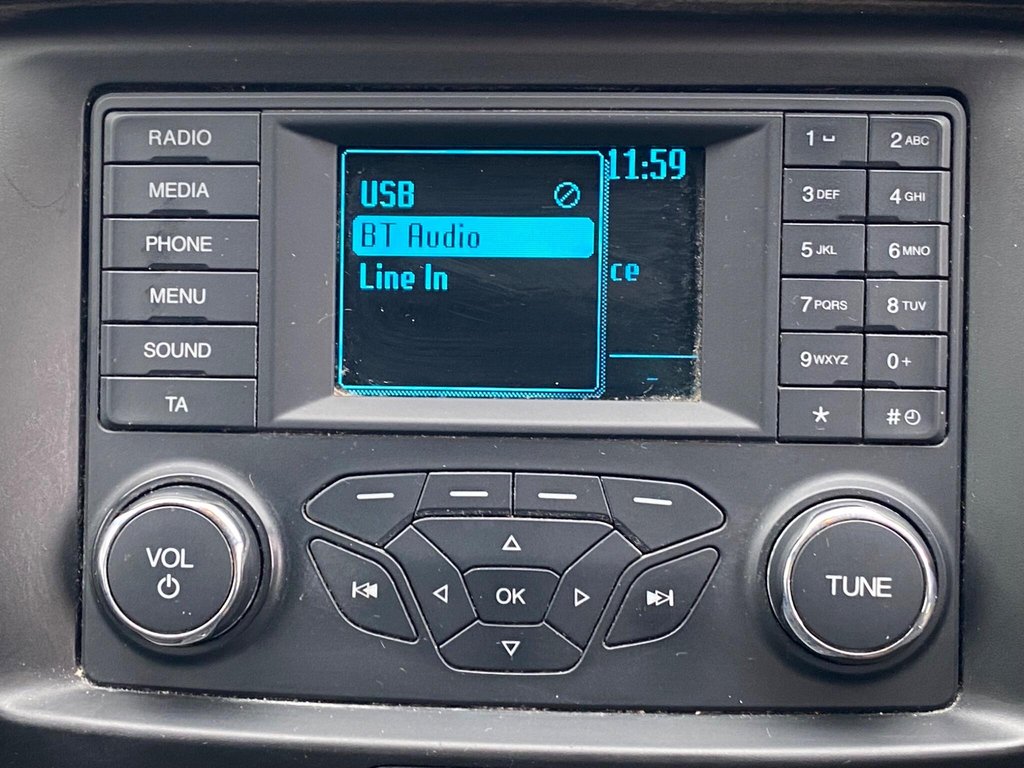 RADIO
MEDIA
PHONE
MENU
SOUND
TA
11:59
USB
BT Audio
Line In
ce
1 ⎵
2 ABC
3 DEF
4 GHI
5 JKL
6 MNO
7 PQRS
8 TUV
9 WXYZ
0 +
*
#
VOL
OK
TUNE